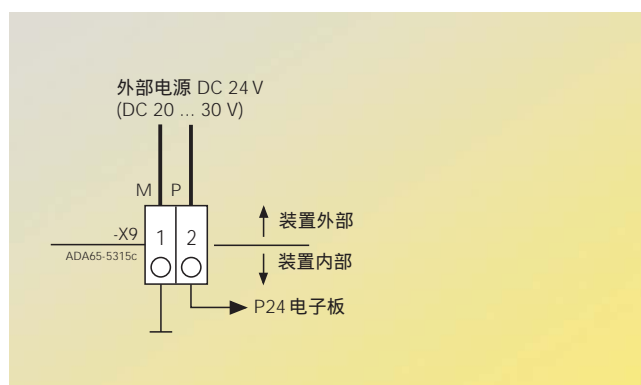 外部电源 DC 24 V
(DC 20 ... 30 V)
M P
-X9 1 2
装置外部
ADA65-5315c
装置内部
P24 电子板